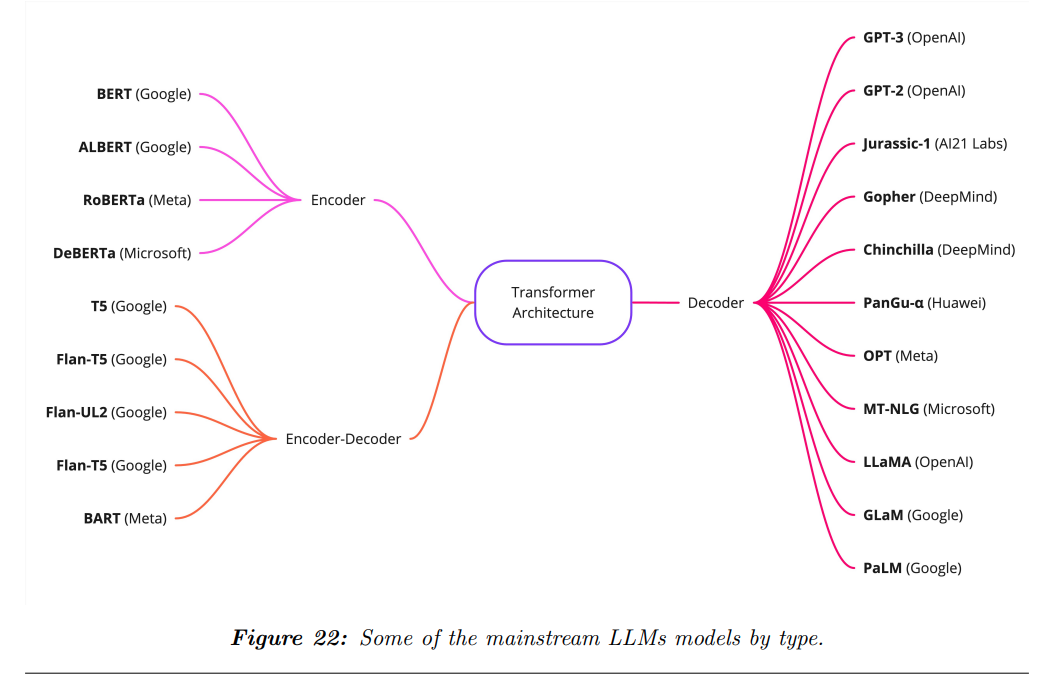 BERT (Google)
ALBERT (Google)
RoBERTa (Meta)
DeBERTa (Microsoft)
Encoder
T5 (Google)
Flan-T5 (Google)
Flan-UL2 (Google)
Flan-T5 (Google)
BART (Meta)
Encoder-Decoder
Transformer
Architecture
Decoder
GPT-3 (OpenAI)
GPT-2 (OpenAI)
Jurassic-1 (AI21 Labs)
Gopher (DeepMind)
Chinchilla (DeepMind)
PanGu-α (Huawei)
OPT (Meta)
MT-NLG (Microsoft)
LLaMA (OpenAI)
GLaM (Google)
PaLM (Google)
Figure 22: Some of the mainstream LLMs models by type.